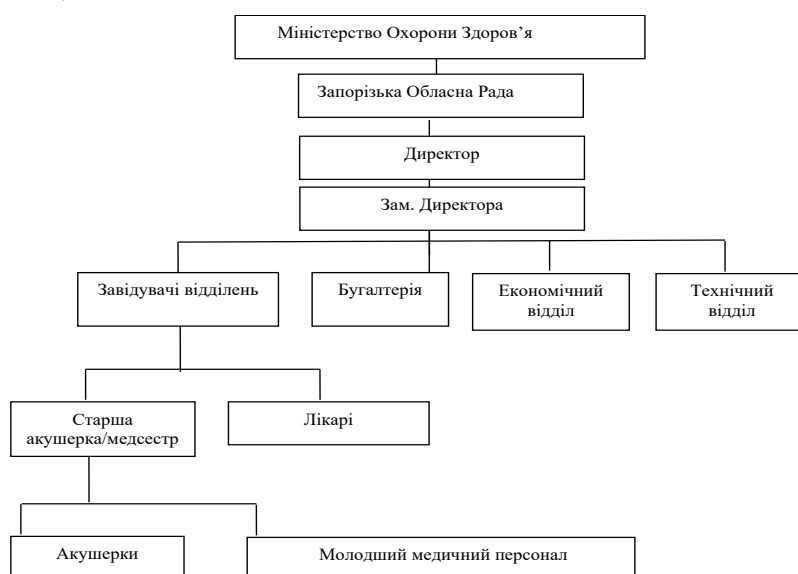 Міністерство Охорони Здоров’я
Запорізька Обласна Рада
Директор
Зам. Директора
Завідувачі відділень
Бугалтерія
Економічний
відділ
Технічний
відділ
Старша
акушерка/медсестр
Лікарі
Акушерки
Молодший медичний персонал